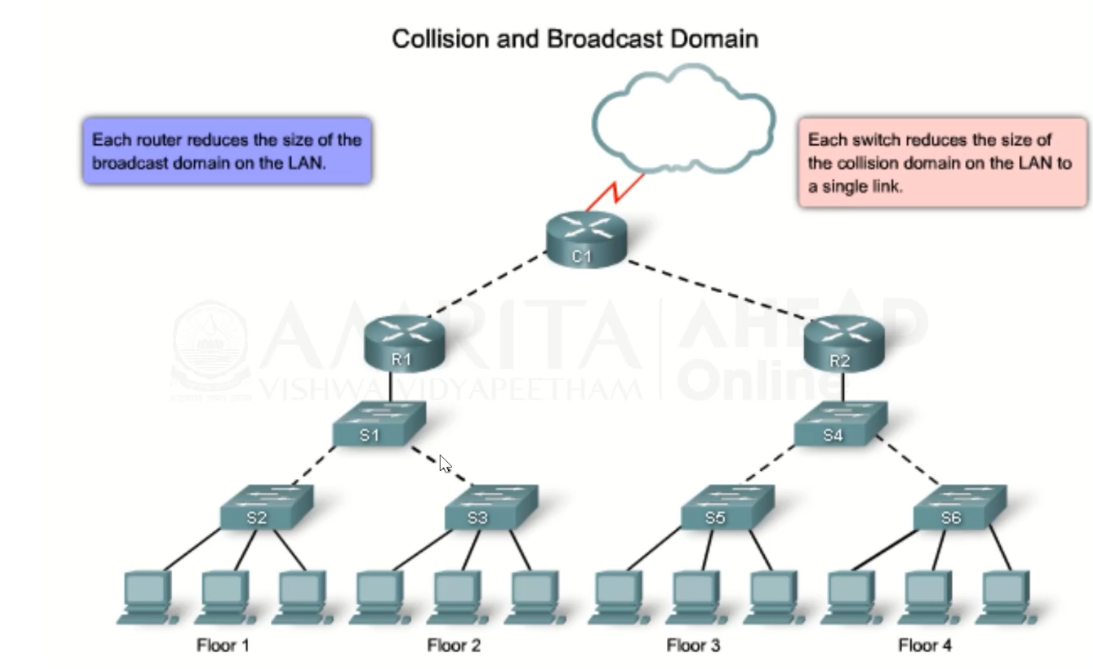 Collision and Broadcast Domain
Each router reduces the size of the
broadcast domain on the LAN.
Each switch reduces the size of
the collision domain on the LAN to
a single link.
C1
R1
R2
AMRITA
VISHWA VIDYAPEETHAM
AHEAD
Online
S1
S4
S2
S3
S5
S6
Floor 1
Floor 2
Floor 3
Floor 4